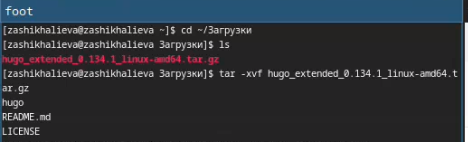 foot
[zashikhalieva@zashikhalieva ~]$ cd ~/Загрузки
[zashikhalieva@zashikhalieva Загрузки]$ ls
hugo_extended_0.134.1_linux-amd64.tar.gz
[zashikhalieva@zashikhalieva Загрузки]$ tar -xvf hugo_extended_0.134.1_linux-amd64.t
ar.gz
hugo
README.md
LICENSE